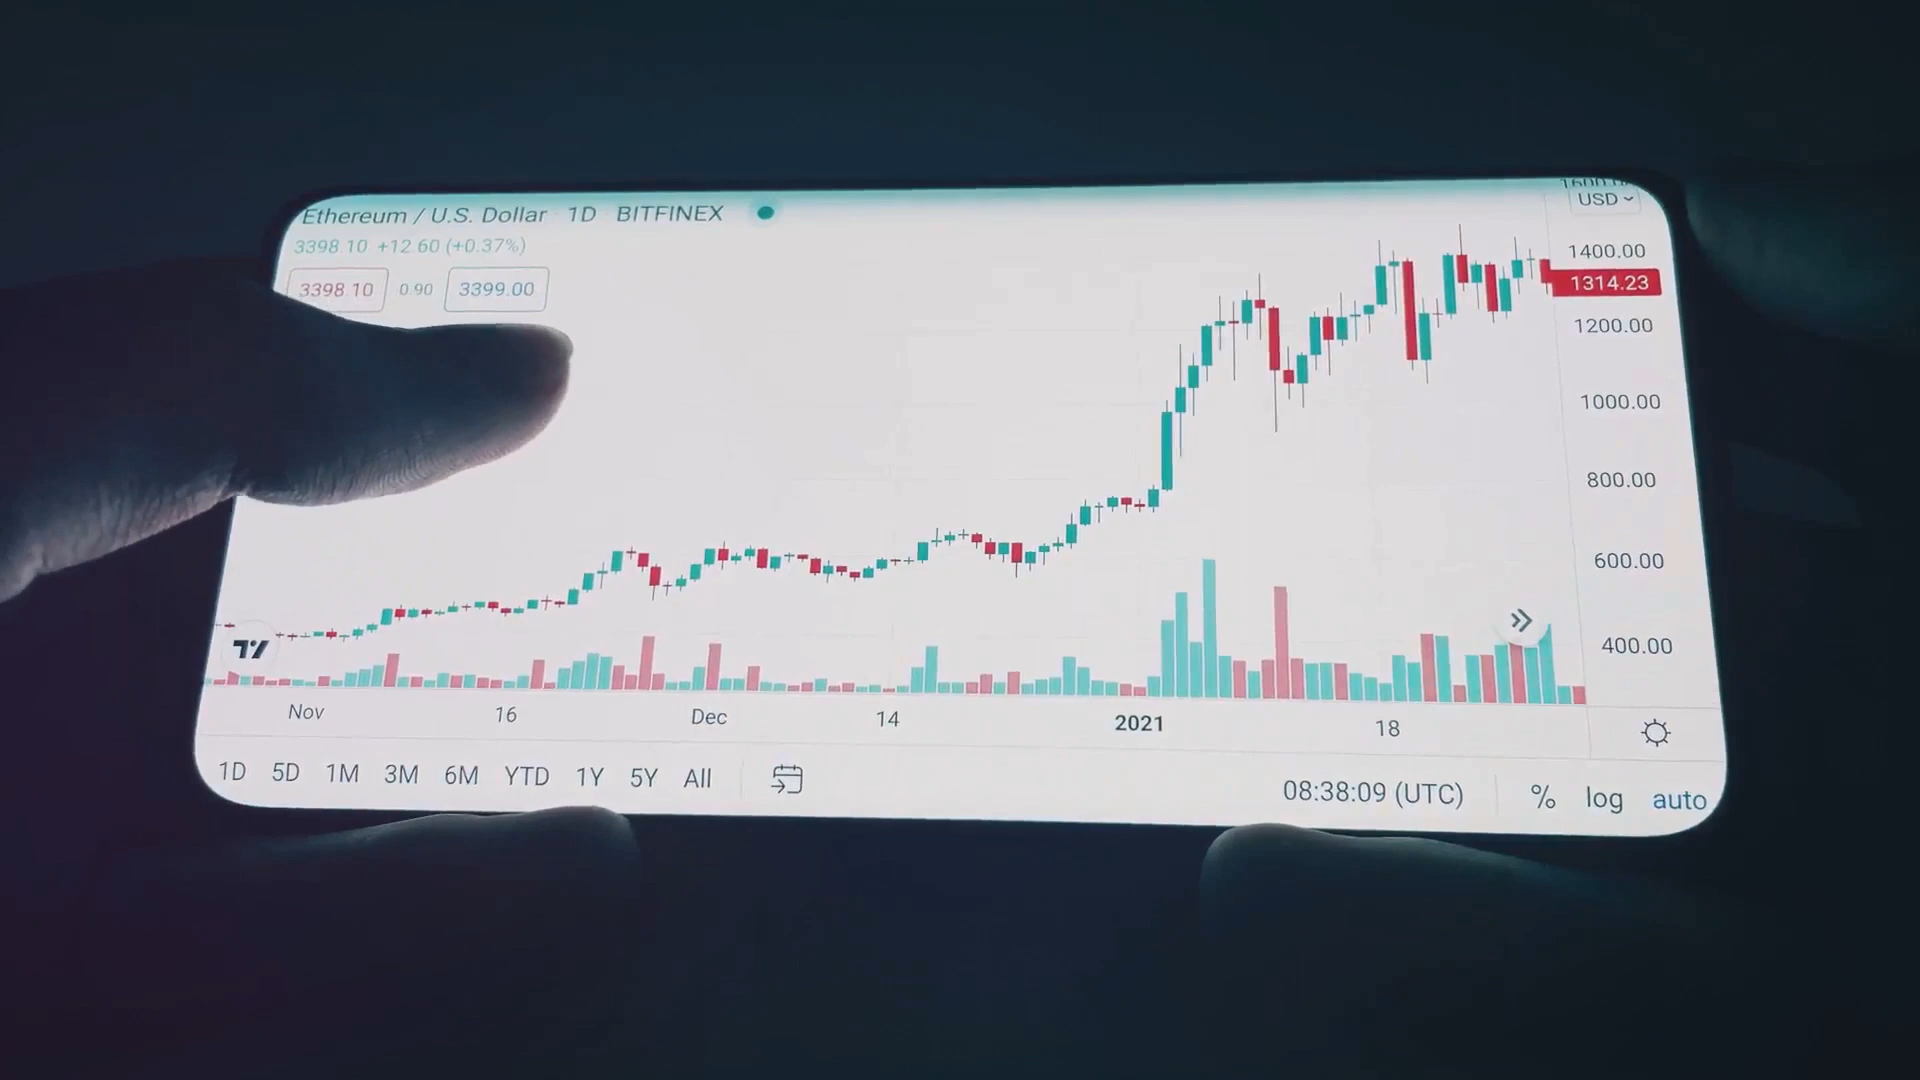 Ethereum / U.S. Dollar · 1D · BITFINEX
3398.10 +12.60 (+0.37%)
3398.10 0.90 3399.00
USD
1400.00
1314.23
1200.00
1000.00
800.00
600.00
400.00
Nov 16 Dec 14 2021 18
1D 5D 1M 3M 6M YTD 1Y 5Y All
08:38:09 (UTC) % log auto